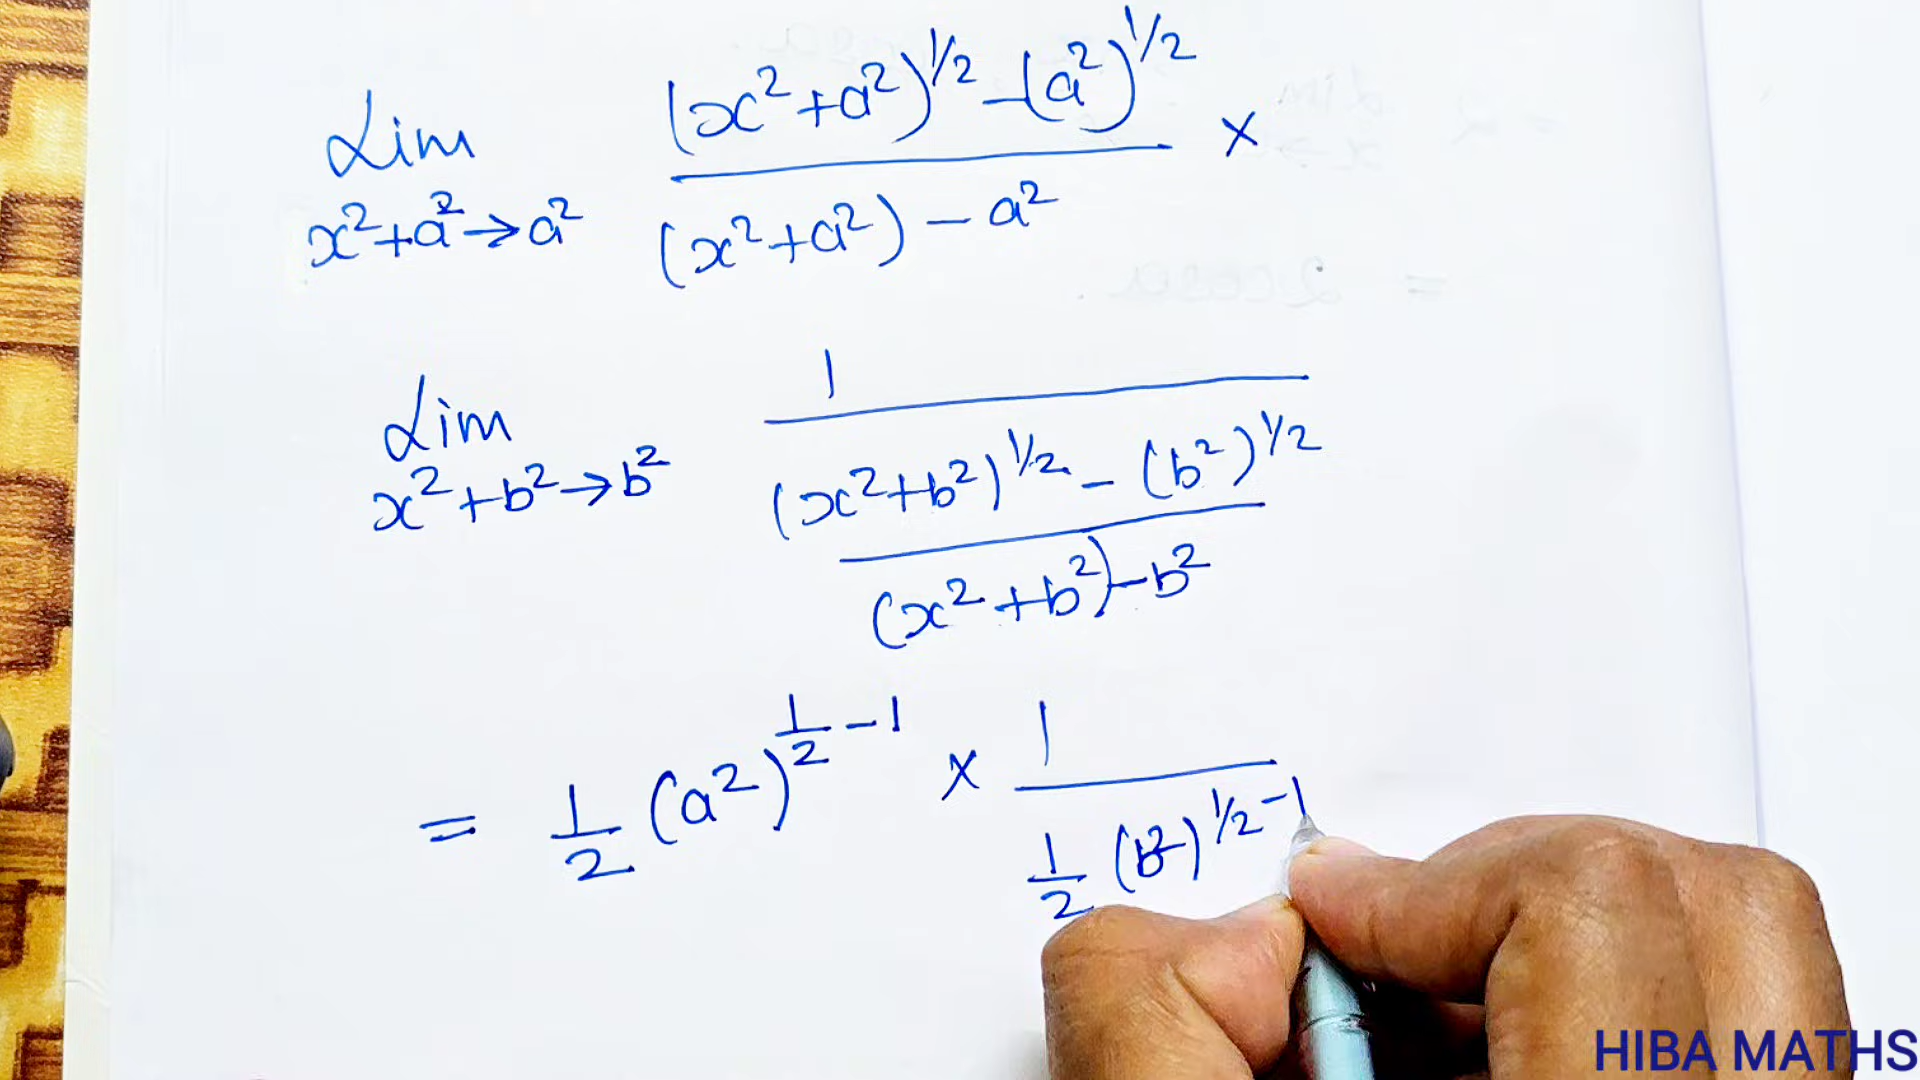 Lim (x²+a²)^1/2 – (a²)^1/2 ×
x²+a²→a² (x²+a²) – a²
Lim 1
x²+b²→b² (x²+b²)^1/2 – (b²)^1/2
(x²+b²)–b²
= 1/2 (a²)^1/2 –1 × 1
1/2 (b²)^1/2 –1
HIBA MATHS